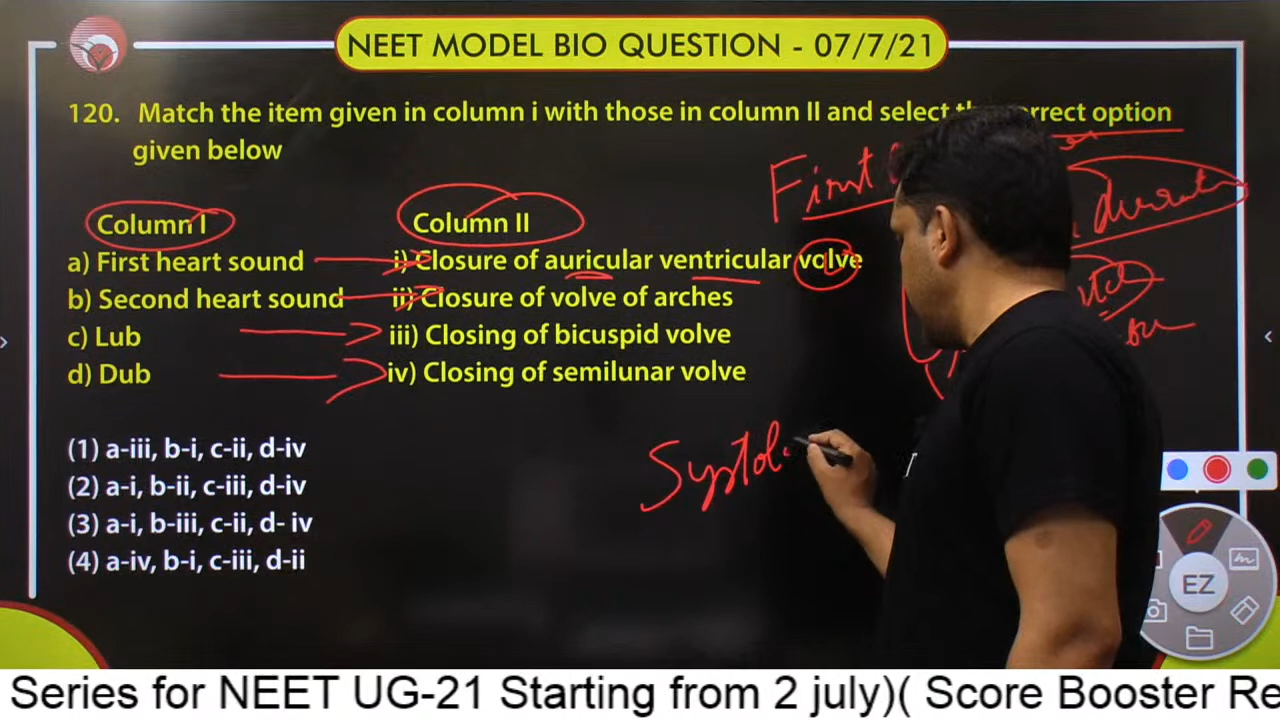 NEET MODEL BIO QUESTION - 07/7/21
120. Match the item given in column i with those in column II and select option
given below
First
Column I
Column II
a) First heart sound
i) Closure of auricular ventricular volve
b) Second heart sound
ii) Closure of volve of arches
c) Lub
iii) Closing of bicuspid volve
d) Dub
iv) Closing of semilunar volve
(1) a-iii, b-i, c-ii, d-iv
(2) a-i, b-ii, c-iii, d-iv
(3) a-i, b-iii, c-ii, d- iv
(4) a-iv, b-i, c-iii, d-ii
Systol
EZ
Series for NEET UG-21 Starting from 2 july)( Score Booster Re